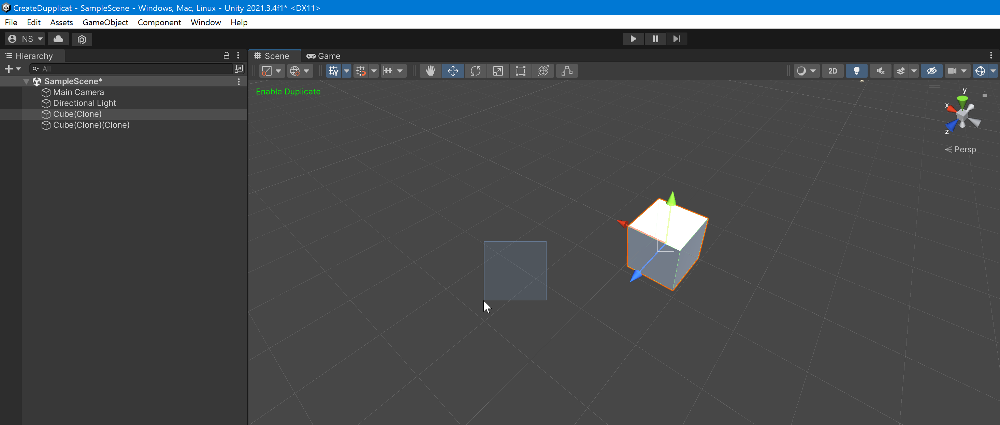 CreateDupplicat - SampleScene - Windows, Mac, Linux - Unity 2021.3.4f1* <DX11>
File Edit Assets GameObject Component Window Help
NS
Hierarchy
Scene
Game
All
2D
SampleScene*
Main Camera
Directional Light
Cube(Clone)
Cube(Clone)(Clone)
Enable Duplicate
y
x
z
Persp